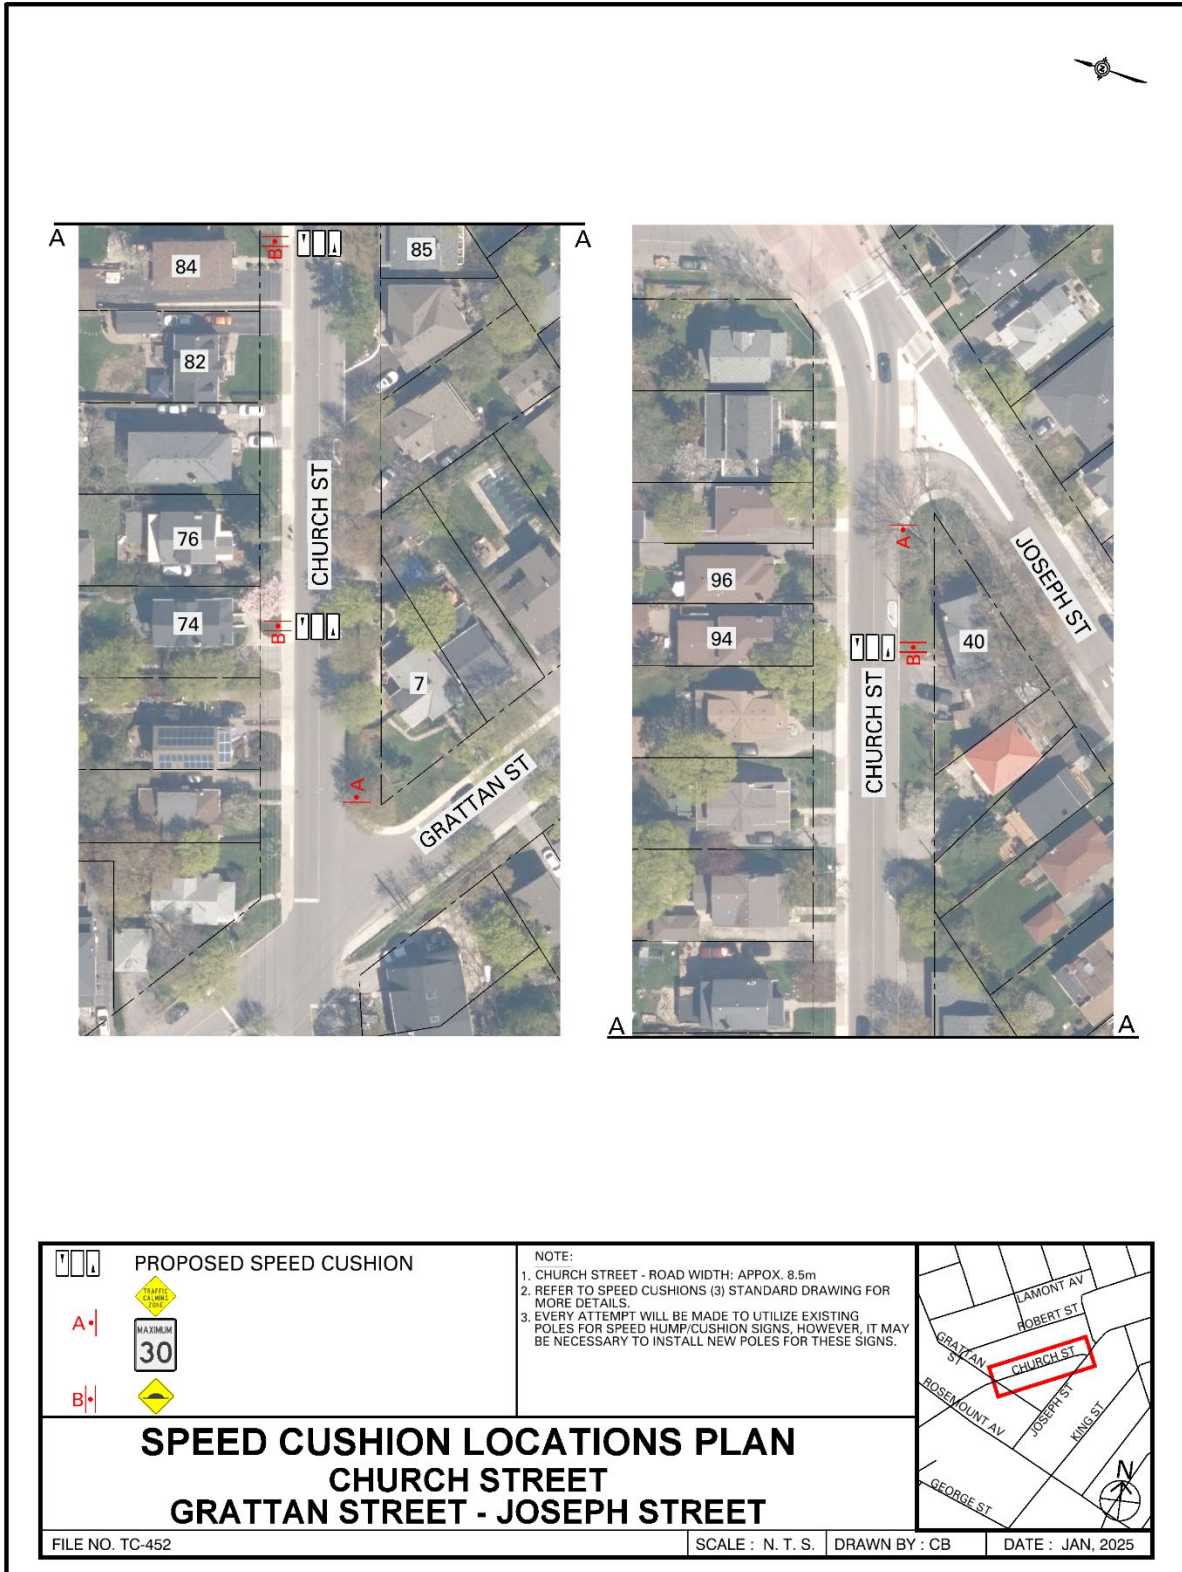 N
A
A
84
B
85
82
CHURCH ST
76
74
B
7
A
GRATTAN ST
A
96
94
B
40
JOSEPH ST
CHURCH ST
A
A
PROPOSED SPEED CUSHION
TRAFFIC
CALMING
ZONE
A
MAXIMUM
30
B
NOTE:
1. CHURCH STREET - ROAD WIDTH: APPOX. 8.5m
2. REFER TO SPEED CUSHIONS (3) STANDARD DRAWING FOR
MORE DETAILS.
3. EVERY ATTEMPT WILL BE MADE TO UTILIZE EXISTING
POLES FOR SPEED HUMP/CUSHION SIGNS, HOWEVER, IT MAY
BE NECESSARY TO INSTALL NEW POLES FOR THESE SIGNS.
LAMONT AV
ROBERT ST
GRATTAN
ST
CHURCH ST
ROSEMOUNT AV
JOSEPH ST
KING ST
GEORGE ST
N
SPEED CUSHION LOCATIONS PLAN
CHURCH STREET
GRATTAN STREET - JOSEPH STREET
FILE NO. TC-452
SCALE : N. T. S.
DRAWN BY : CB
DATE : JAN, 2025